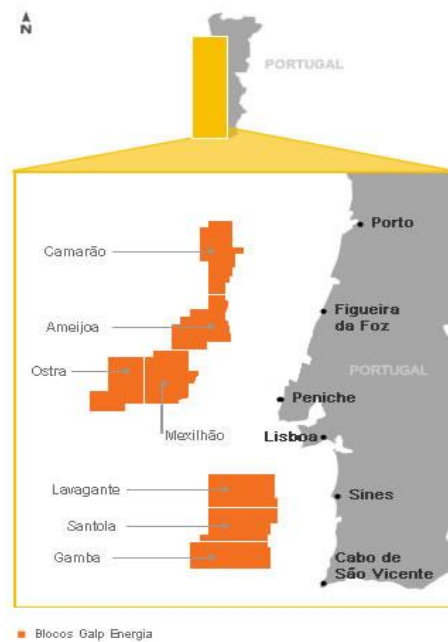 N
PORTUGAL
Camarão
Porto
Ameijoa
Figueira
da Foz
Ostra
PORTUGAL
Peniche
Mexilhão
Lisboa
Lavagante
Sines
Santola
Gamba
Cabo de
São Vicente
Blocos Galp Energia